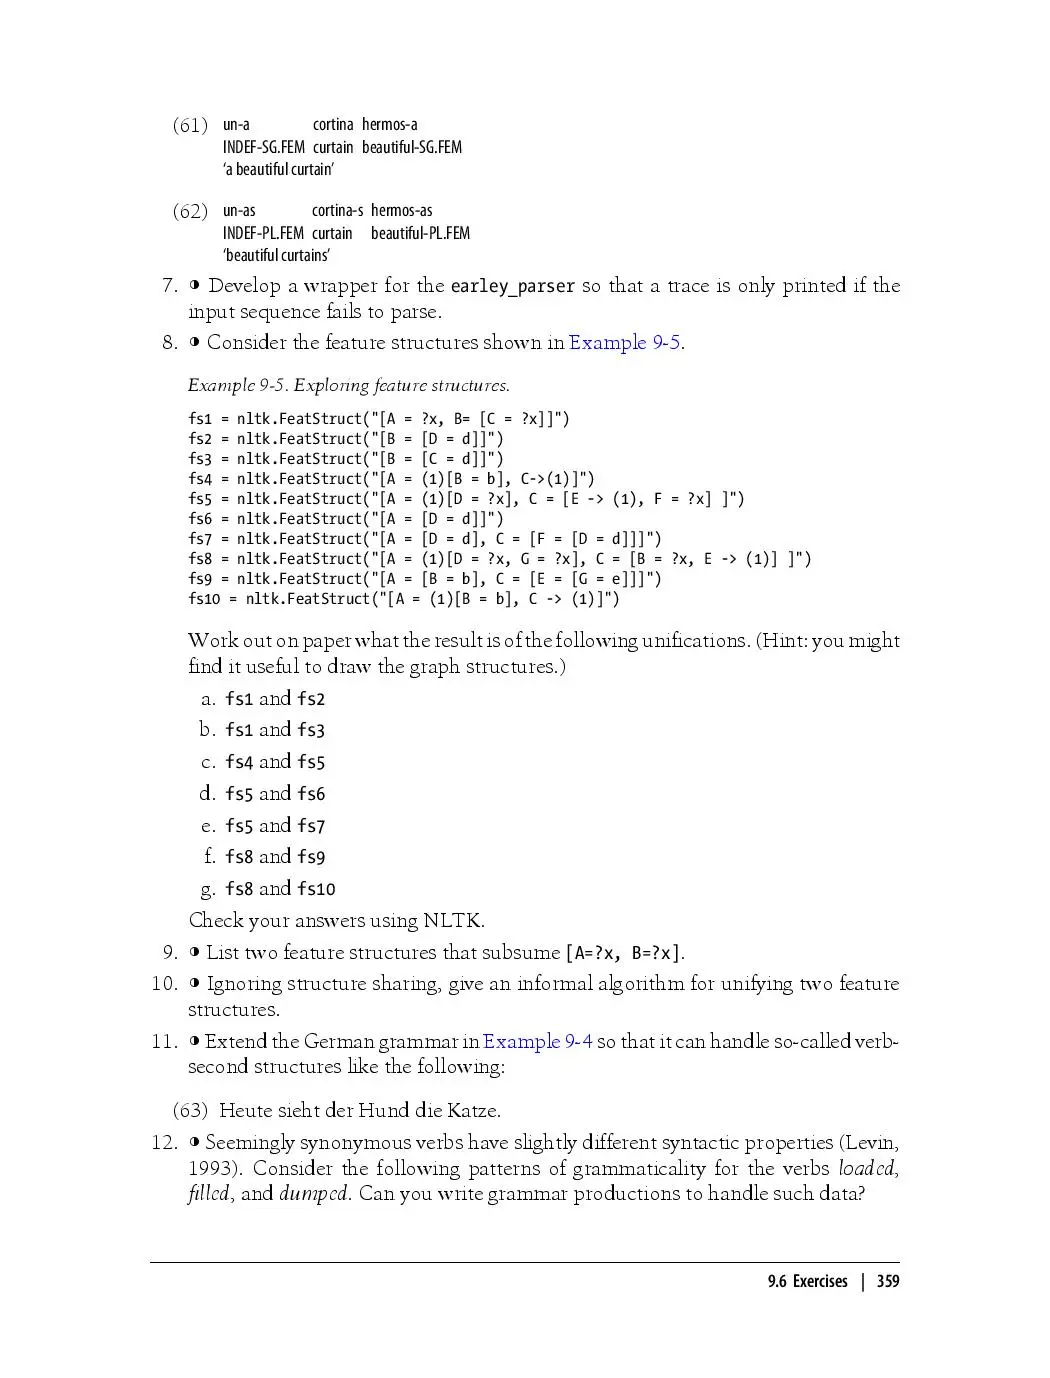 (61) un-a cortina hermos-a
INDEF-SG.FEM curtain beautiful-SG.FEM
‘a beautiful curtain’
(62) un-as cortina-s hermos-as
INDEF-PL.FEM curtain beautiful-PL.FEM
‘beautiful curtains’
7. ◑ Develop a wrapper for the earley_parser so that a trace is only printed if the
input sequence fails to parse.
8. ◑ Consider the feature structures shown in Example 9-5.
Example 9-5. Exploring feature structures.
fs1 = nltk.FeatStruct("[A = ?x, B= [C = ?x]]")
fs2 = nltk.FeatStruct("[B = [D = d]]")
fs3 = nltk.FeatStruct("[B = [C = d]]")
fs4 = nltk.FeatStruct("[A = (1)[B = b], C->(1)]")
fs5 = nltk.FeatStruct("[A = (1)[D = ?x], C = [E -> (1), F = ?x] ]")
fs6 = nltk.FeatStruct("[A = [D = d]]")
fs7 = nltk.FeatStruct("[A = [D = d], C = [F = [D = d]]]")
fs8 = nltk.FeatStruct("[A = (1)[D = ?x, G = ?x], C = [B = ?x, E -> (1)] ]")
fs9 = nltk.FeatStruct("[A = [B = b], C = [E = [G = e]]]")
fs10 = nltk.FeatStruct("[A = (1)[B = b], C -> (1)]")
Work out on paper what the result is of the following unifications. (Hint: you might
find it useful to draw the graph structures.)
a. fs1 and fs2
b. fs1 and fs3
c. fs4 and fs5
d. fs5 and fs6
e. fs5 and fs7
f. fs8 and fs9
g. fs8 and fs10
Check your answers using NLTK.
9. ◑ List two feature structures that subsume [A=?x, B=?x].
10. ◑ Ignoring structure sharing, give an informal algorithm for unifying two feature
structures.
11. ◑ Extend the German grammar in Example 9-4 so that it can handle so-called verb-
second structures like the following:
(63) Heute sieht der Hund die Katze.
12. ◑ Seemingly synonymous verbs have slightly different syntactic properties (Levin,
1993). Consider the following patterns of grammaticality for the verbs loaded,
filled, and dumped. Can you write grammar productions to handle such data?
9.6 Exercises | 359